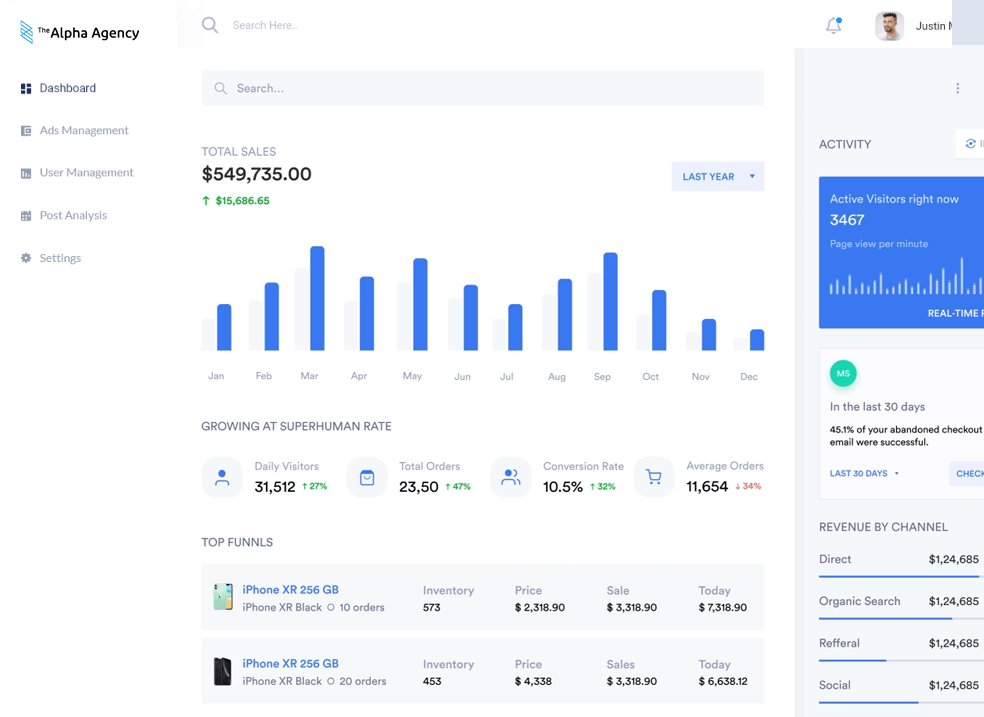 The Alpha Agency
Search Here..
Justin M
Dashboard
Ads Management
User Management
Post Analysis
Settings
Search...
TOTAL SALES
$549,735.00
↑ $15,686.65
LAST YEAR
Jan Feb Mar Apr May Jun Jul Aug Sep Oct Nov Dec
GROWING AT SUPERHUMAN RATE
Daily Visitors
31,512 ↑ 27%
Total Orders
23,50 ↑ 47%
Conversion Rate
10.5% ↑ 32%
Average Orders
11,654 ↓ 34%
TOP FUNNLS
iPhone XR 256 GB
iPhone XR Black 10 orders
Inventory
573
Price
$ 2,318.90
Sale
$ 3,318.90
Today
$ 7,318.90
iPhone XR 256 GB
iPhone XR Black 20 orders
Inventory
453
Price
$ 4,338
Sales
$ 3,318.90
Today
$ 6,638.12
ACTIVITY
Active Visitors right now
3467
Page view per minute
REAL-TIME
MS
In the last 30 days
45.1% of your abandoned checkout
email were successful.
LAST 30 DAYS
CHECK
REVENUE BY CHANNEL
Direct $1,24,685
Organic Search $1,24,685
Refferal $1,24,685
Social $1,24,685